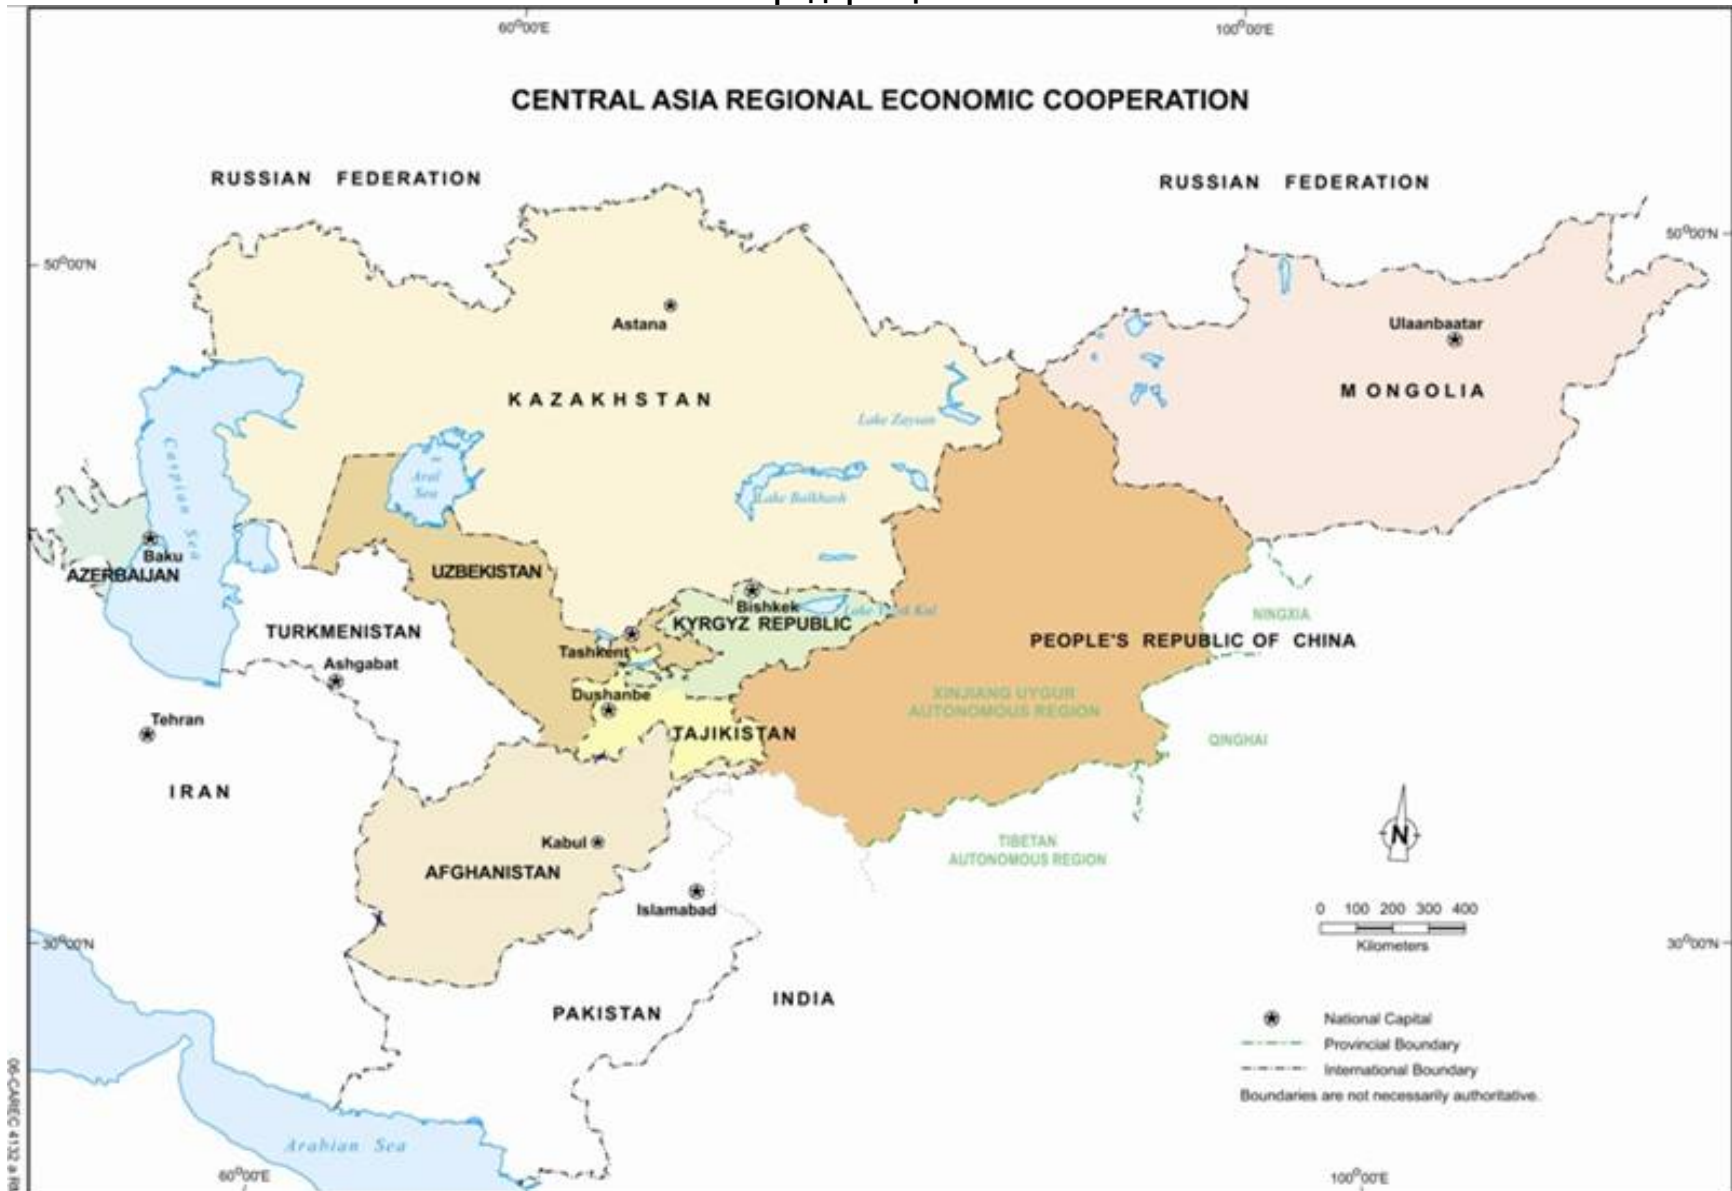 60°00'E
100°00'E
CENTRAL ASIA REGIONAL ECONOMIC COOPERATION
RUSSIAN FEDERATION
RUSSIAN FEDERATION
50°00'N
50°00'N
Astana
Ulaanbaatar
KAZAKHSTAN
MONGOLIA
Lake Zaysan
Caspian Sea
Aral
Sea
Lake Balkhash
Baku
AZERBAIJAN
UZBEKISTAN
Bishkek
NINGXIA
KYRGYZ REPUBLIC
TURKMENISTAN
PEOPLE'S REPUBLIC OF CHINA
Tashkent
Ashgabat
Dushanbe
XINJIANG UYGUR
AUTONOMOUS REGION
Tehran
TAJIKISTAN
QINGHAI
IRAN
N
Kabul
TIBETAN
AUTONOMOUS REGION
AFGHANISTAN
Islamabad
0 100 200 300 400
Kilometers
30°00'N
30°00'N
INDIA
PAKISTAN
National Capital
Provincial Boundary
International Boundary
Boundaries are not necessarily authoritative.
Arabian Sea
60°00'E
100°00'E